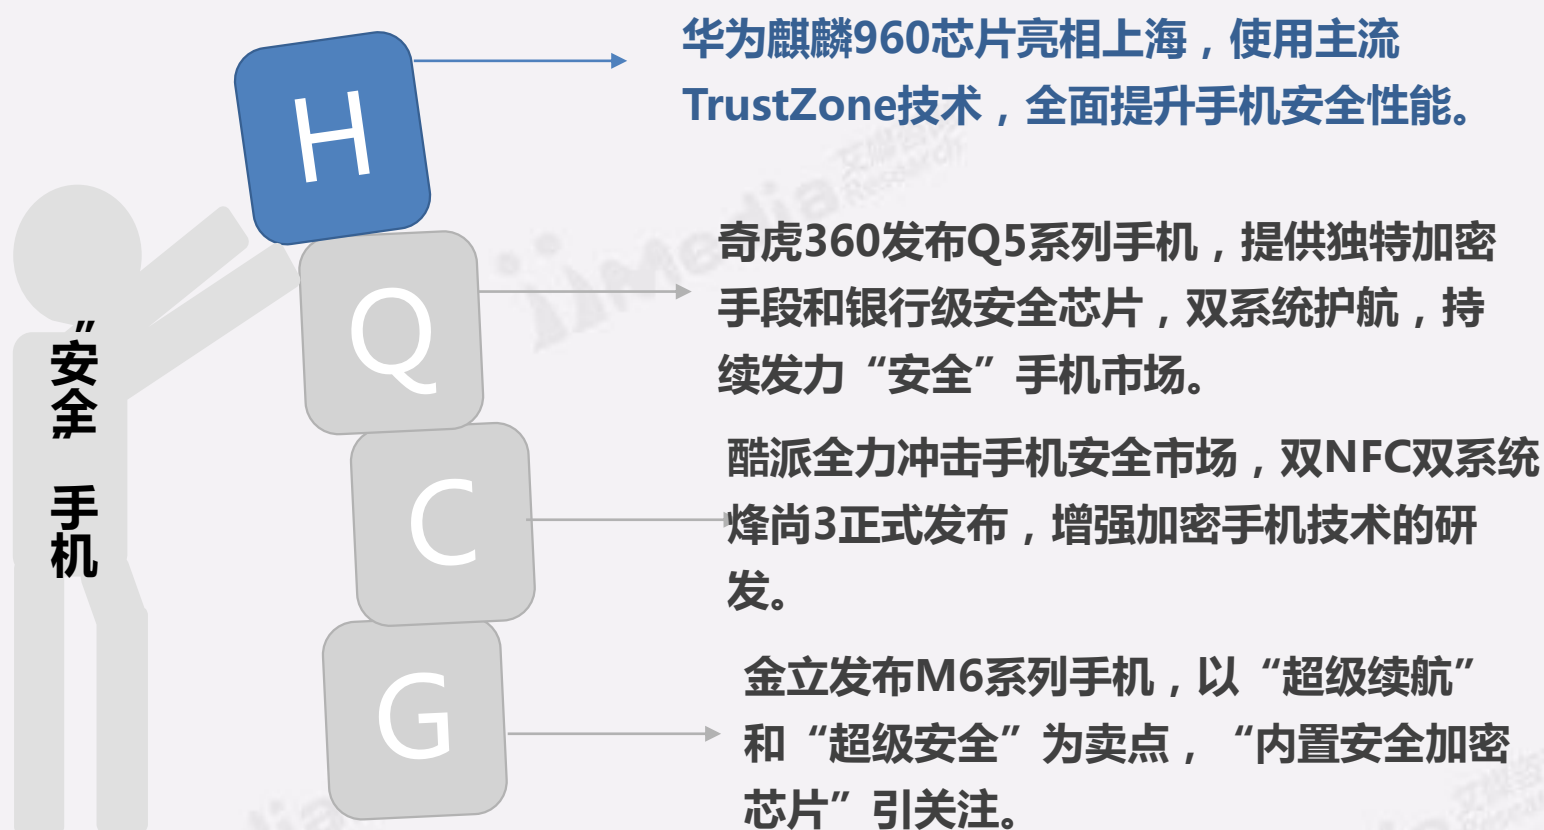 华为麒麟960芯片亮相上海，使用主流
TrustZone技术，全面提升手机安全性能。
H
奇虎360发布Q5系列手机，提供独特加密
手段和银行级安全芯片，双系统护航，持
续发力“安全”手机市场。
Q
“安全”手机
酷派全力冲击手机安全市场，双NFC双系统
烽尚3正式发布，增强加密手机技术的研
发。
C
金立发布M6系列手机，以“超级续航”
和“超级安全”为卖点，“内置安全加密
芯片”引关注。
G
iiMedia
艾媒咨询
Research